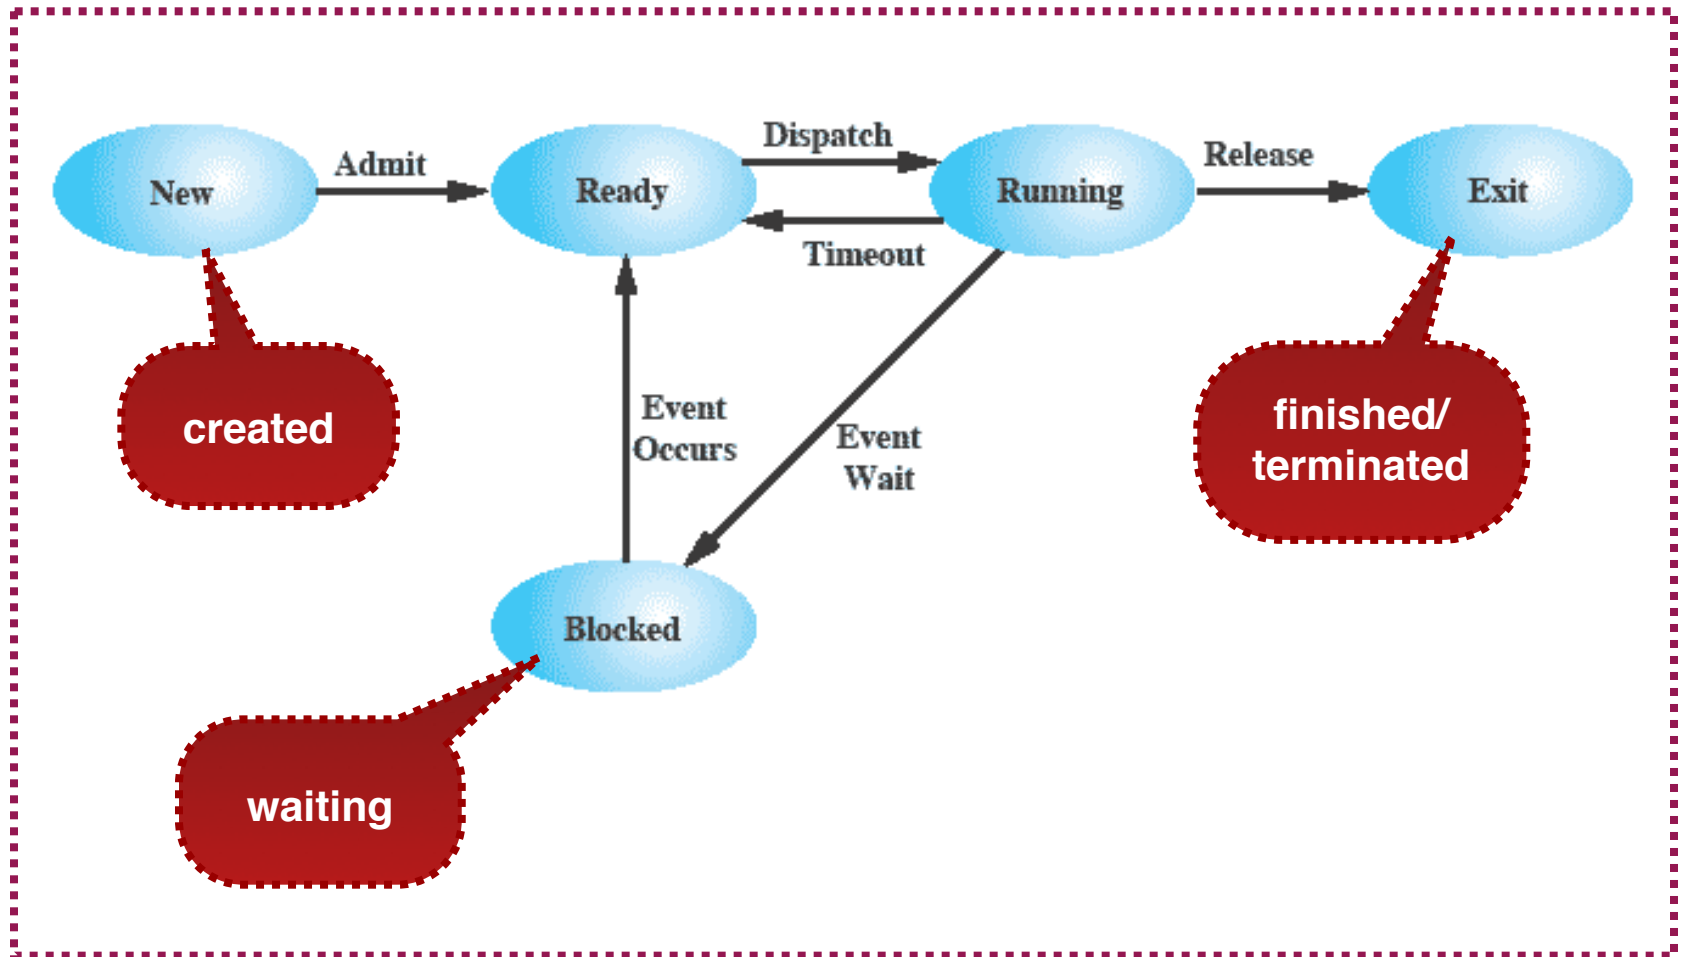 New
Admit
Ready
Dispatch
Timeout
Running
Release
Exit
created
Event
Occurs
Event
Wait
finished/
terminated
Blocked
waiting